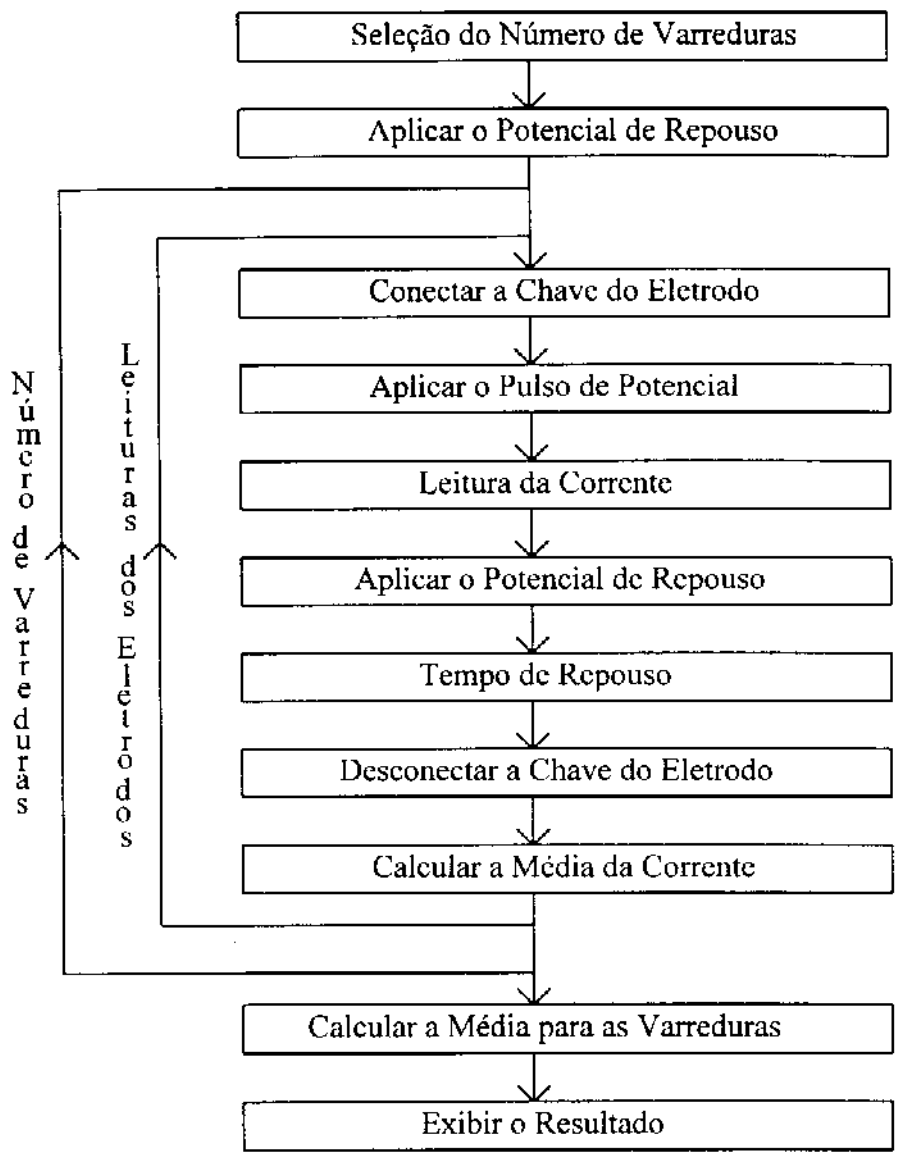 Seleção do Número de Varreduras
Aplicar o Potencial de Repouso
Conectar a Chave do Eletrodo
Aplicar o Pulso de Potencial
Leitura da Corrente
Aplicar o Potencial de Repouso
Tempo de Repouso
Desconectar a Chave do Eletrodo
Calcular a Média da Corrente
Calcular a Média para as Varreduras
Exibir o Resultado
Número de Varreduras
Leituras dos Eletrodos